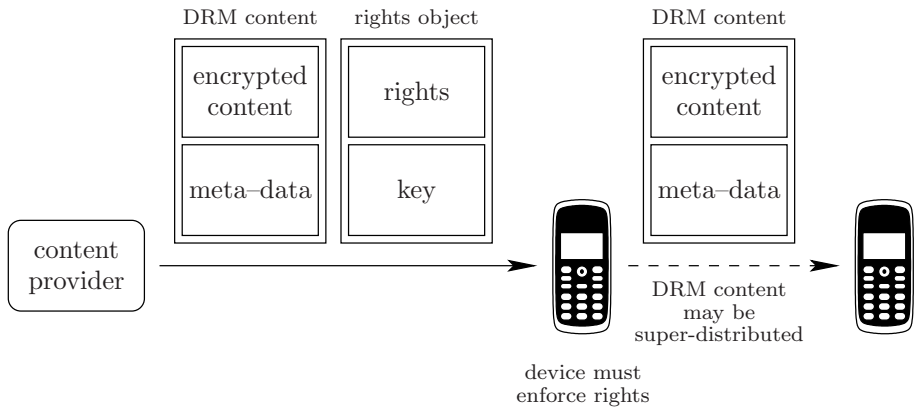 DRM content
rights object
DRM content
encrypted
content
rights
encrypted
content
meta–data
key
meta–data
content
provider
DRM content
may be
super-distributed
device must
enforce rights